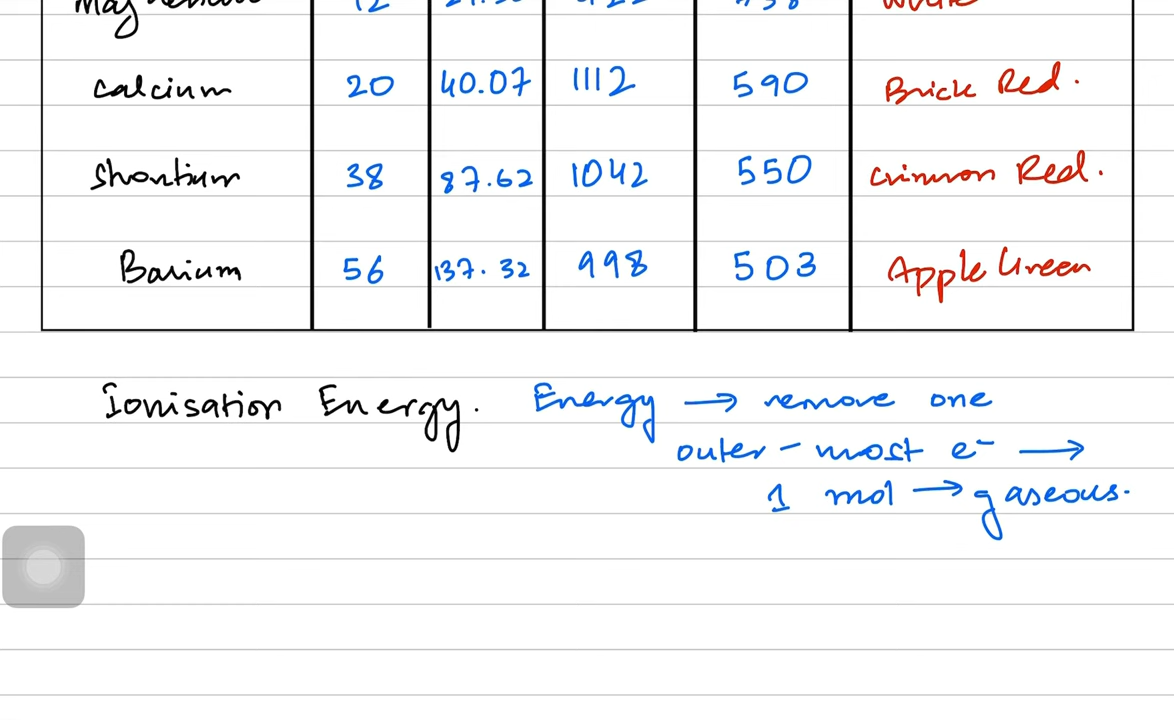 Calcium 20 40.07 1112 590 Brick Red.
Strontium 38 87.62 1042 550 Crimson Red.
Barium 56 137.32 998 503 Apple Green
Ionisation Energy. Energy → remove one
outer-most e⁻ →
1 mol → gaseous.